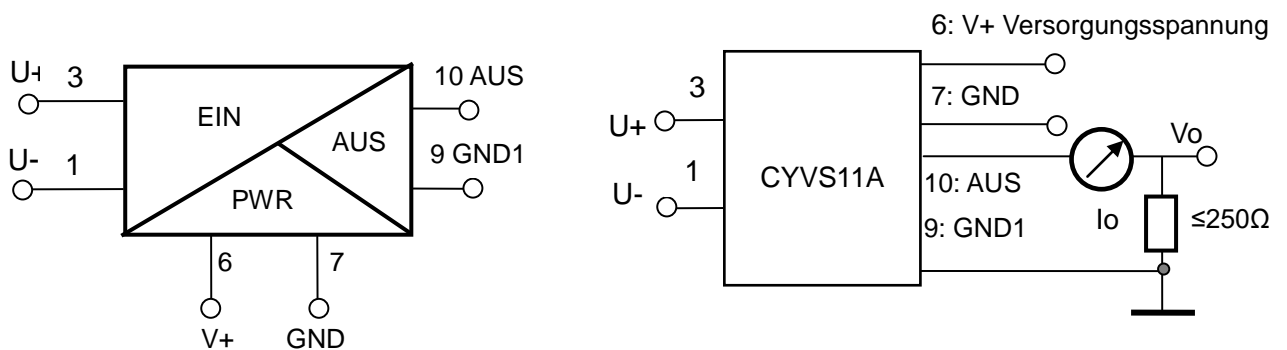 U+ 3
EIN
10 AUS
U- 1
AUS
9 GND1
PWR
6
7
V+
GND
6: V+ Versorgungsspannung
3
7: GND
U+
Vo
1
CYVS11A
U-
10: AUS
Io
≤250Ω
9: GND1